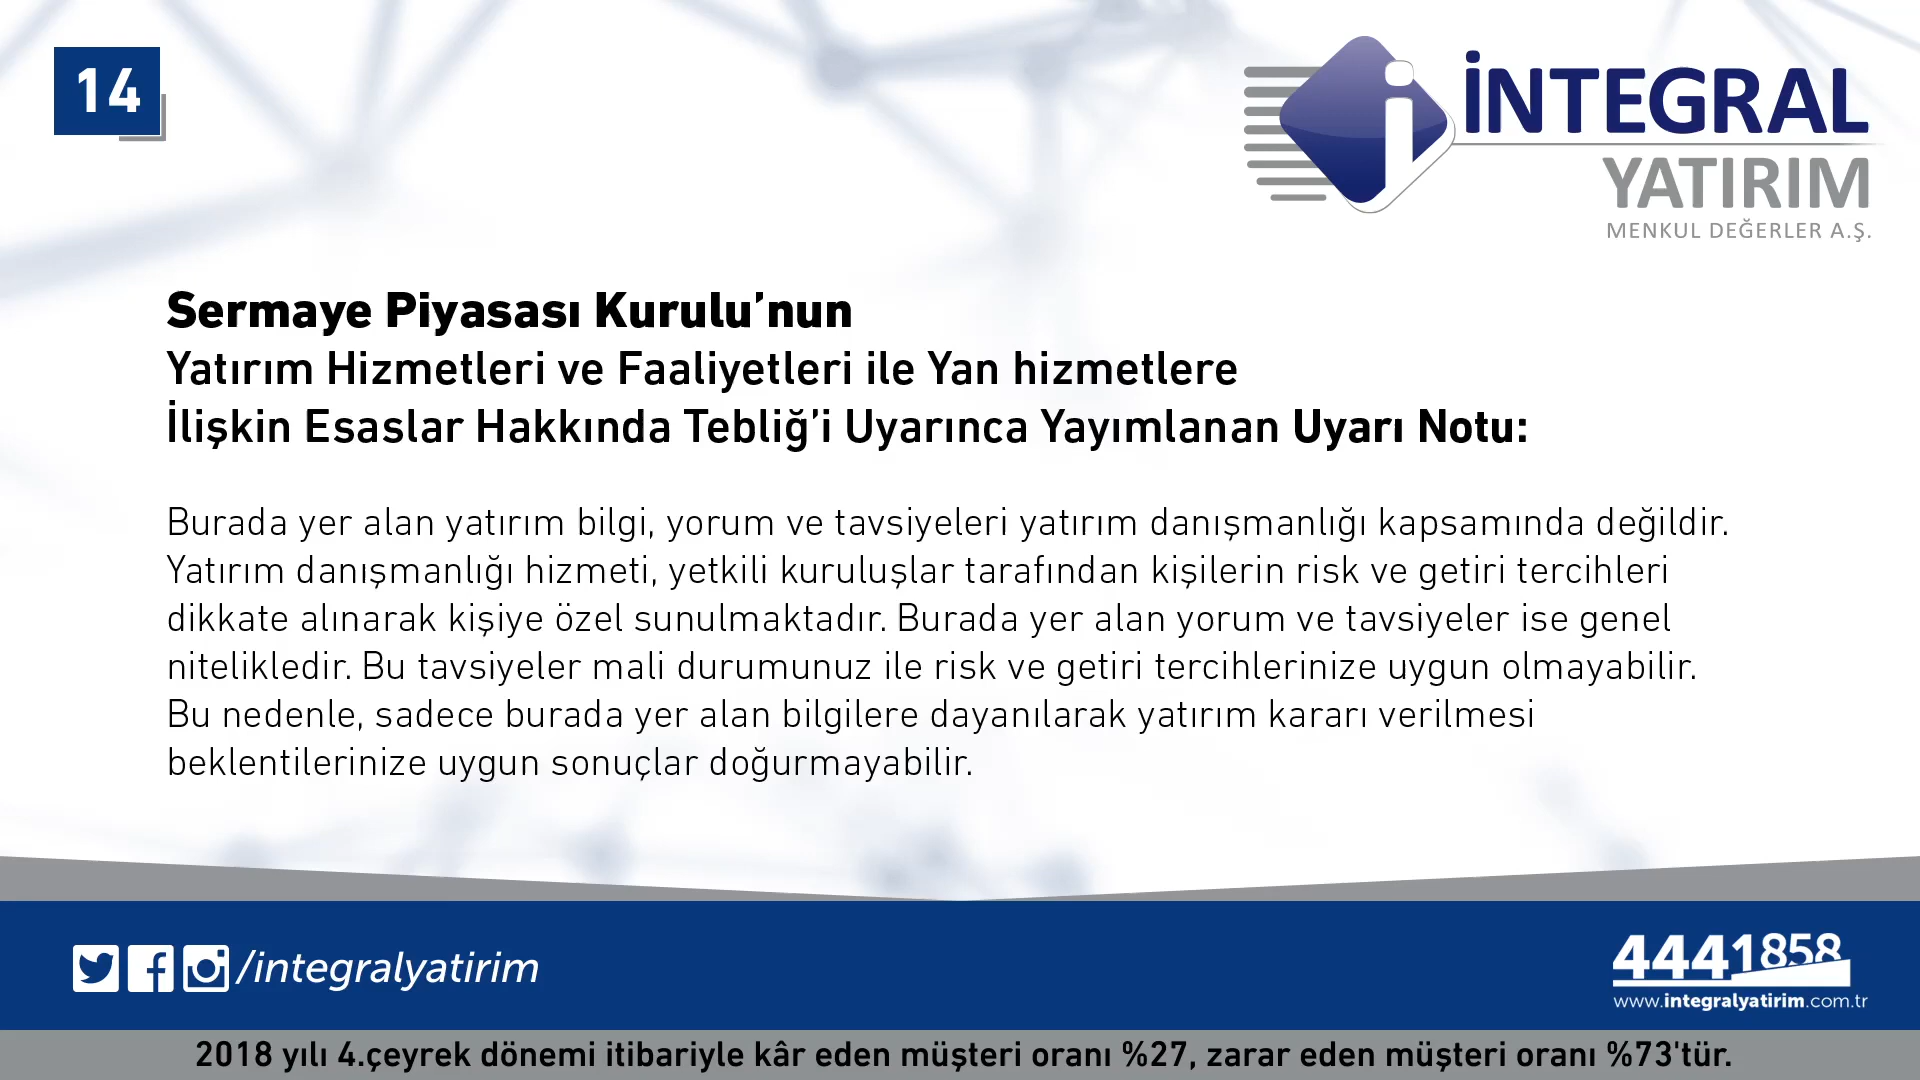 14
İNTEGRAL
YATIRIM
MENKUL DEĞERLER A.Ş.
Sermaye Piyasası Kurulu’nun
Yatırım Hizmetleri ve Faaliyetleri ile Yan hizmetlere
İlişkin Esaslar Hakkında Tebliğ’i Uyarınca Yayımlanan Uyarı Notu:
Burada yer alan yatırım bilgi, yorum ve tavsiyeleri yatırım danışmanlığı kapsamında değildir.
Yatırım danışmanlığı hizmeti, yetkili kuruluşlar tarafından kişilerin risk ve getiri tercihleri
dikkate alınarak kişiye özel sunulmaktadır. Burada yer alan yorum ve tavsiyeler ise genel
nitelikledir. Bu tavsiyeler mali durumunuz ile risk ve getiri tercihlerinize uygun olmayabilir.
Bu nedenle, sadece burada yer alan bilgilere dayanılarak yatırım kararı verilmesi
beklentilerinize uygun sonuçlar doğurmayabilir.
/integralyatirim
4441858
www.integralyatirim.com.tr
2018 yılı 4.çeyrek dönemi itibariyle kâr eden müşteri oranı %27, zarar eden müşteri oranı %73'tür.